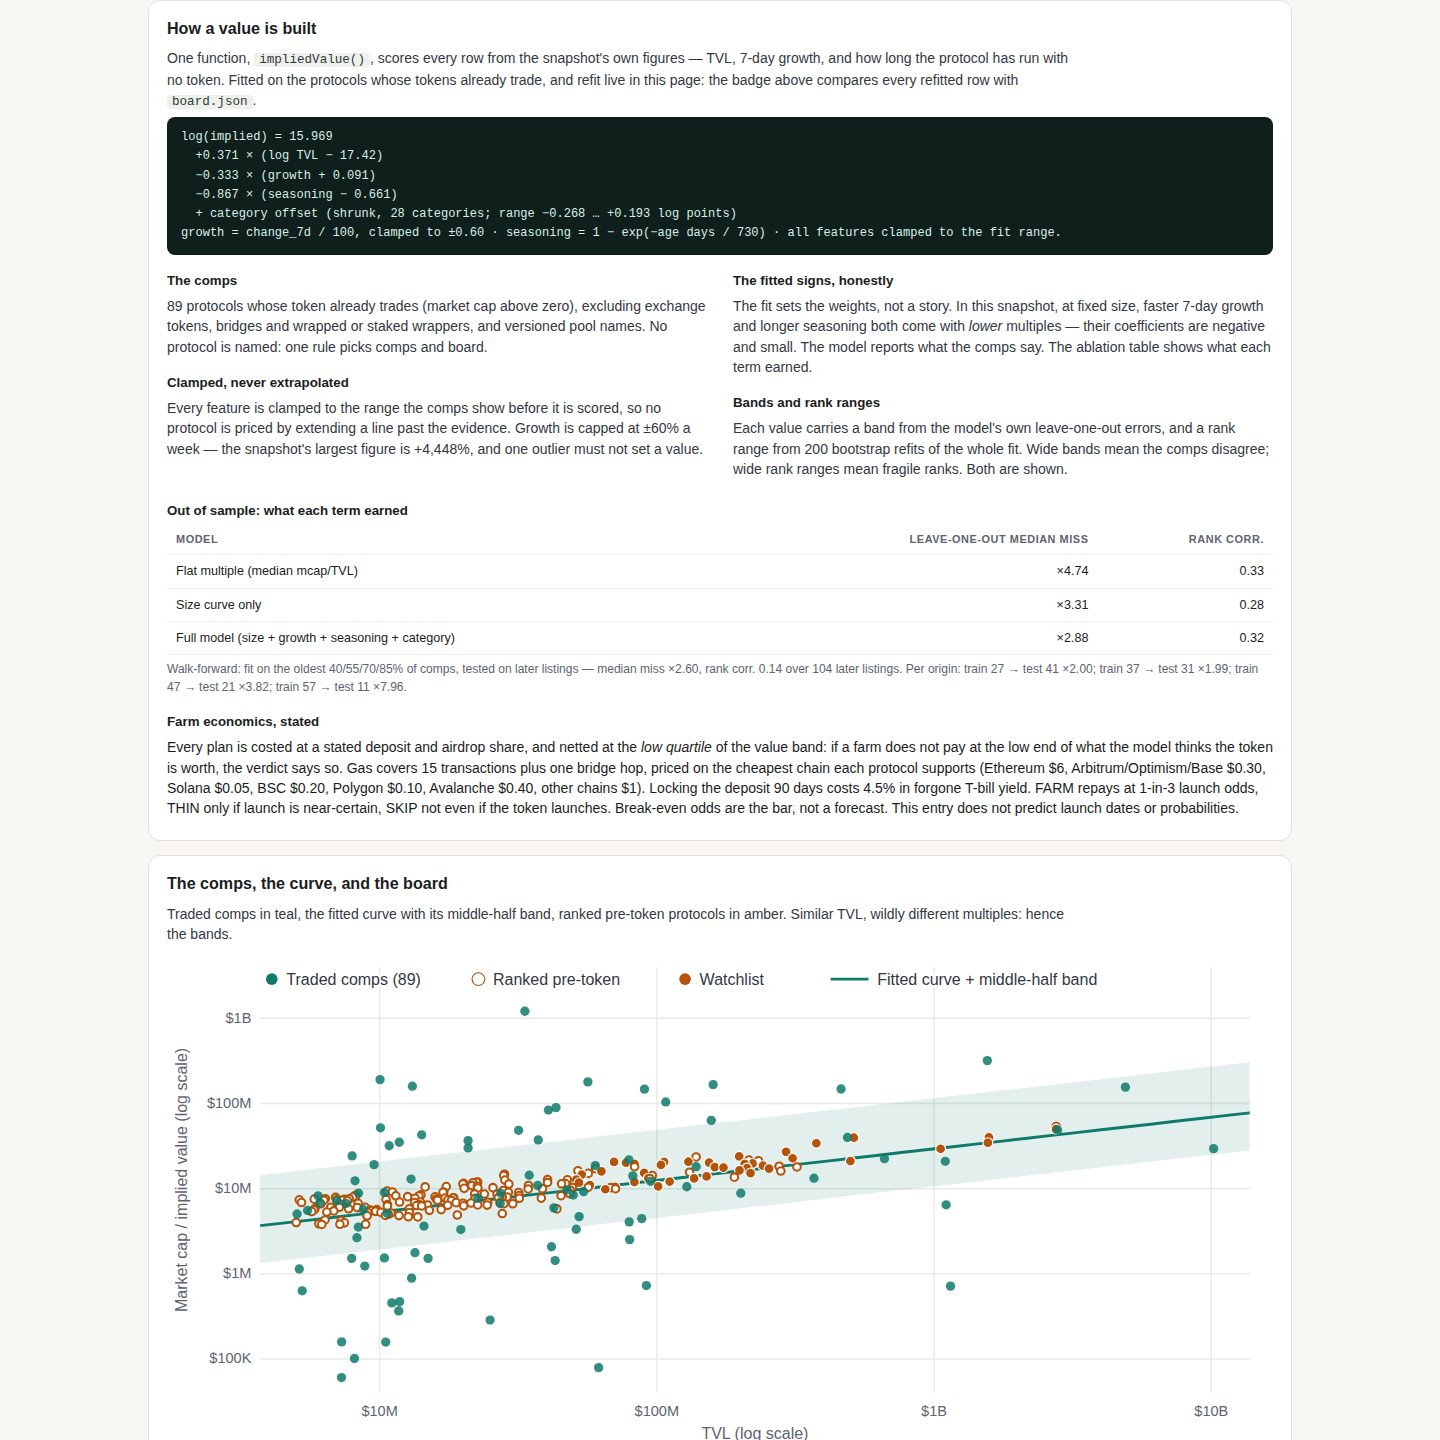 How a value is built
One function, impliedValue(), scores every row from the snapshot's own figures — TVL, 7-day growth, and how long the protocol has run with
no token. Fitted on the protocols whose tokens already trade, and refit live in this page: the badge above compares every refitted row with
board.json.
log(implied) = 15.969
+0.371 × (log TVL − 17.42)
−0.333 × (growth + 0.091)
−0.867 × (seasoning − 0.661)
+ category offset (shrunk, 28 categories; range −0.268 … +0.193 log points)
growth = change_7d / 100, clamped to ±0.60 · seasoning = 1 − exp(−age days / 730) · all features clamped to the fit range.
The comps
89 protocols whose token already trades (market cap above zero), excluding exchange
tokens, bridges and wrapped or staked wrappers, and versioned pool names. No
protocol is named: one rule picks comps and board.
Clamped, never extrapolated
Every feature is clamped to the range the comps show before it is scored, so no
protocol is priced by extending a line past the evidence. Growth is capped at ±60% a
week — the snapshot's largest figure is +4,448%, and one outlier must not set a value.
The fitted signs, honestly
The fit sets the weights, not a story. In this snapshot, at fixed size, faster 7-day growth
and longer seasoning both come with lower multiples — their coefficients are negative
and small. The model reports what the comps say. The ablation table shows what each
term earned.
Bands and rank ranges
Each value carries a band from the model's own leave-one-out errors, and a rank
range from 200 bootstrap refits of the whole fit. Wide bands mean the comps disagree;
wide rank ranges mean fragile ranks. Both are shown.
Out of sample: what each term earned
MODEL LEAVE-ONE-OUT MEDIAN MISS RANK CORR.
Flat multiple (median mcap/TVL) ×4.74 0.33
Size curve only ×3.31 0.28
Full model (size + growth + seasoning + category) ×2.88 0.32
Walk-forward: fit on the oldest 40/55/70/85% of comps, tested on later listings — median miss ×2.60, rank corr. 0.14 over 104 later listings. Per origin: train 27 → test 41 ×2.00; train 37 → test 31 ×1.99; train
47 → test 21 ×3.82; train 57 → test 11 ×7.96.
Farm economics, stated
Every plan is costed at a stated deposit and airdrop share, and netted at the low quartile of the value band: if a farm does not pay at the low end of what the model thinks the token
is worth, the verdict says so. Gas covers 15 transactions plus one bridge hop, priced on the cheapest chain each protocol supports (Ethereum $6, Arbitrum/Optimism/Base $0.30,
Solana $0.05, BSC $0.20, Polygon $0.10, Avalanche $0.40, other chains $1). Locking the deposit 90 days costs 4.5% in forgone T-bill yield. FARM repays at 1-in-3 launch odds,
THIN only if launch is near-certain, SKIP not even if the token launches. Break-even odds are the bar, not a forecast. This entry does not predict launch dates or probabilities.
The comps, the curve, and the board
Traded comps in teal, the fitted curve with its middle-half band, ranked pre-token protocols in amber. Similar TVL, wildly different multiples: hence
the bands.
Traded comps (89) Ranked pre-token Watchlist Fitted curve + middle-half band
Market cap / implied value (log scale)
$1B
$100M
$10M
$1M
$100K
$10M $100M $1B $10B
TVL (log scale)